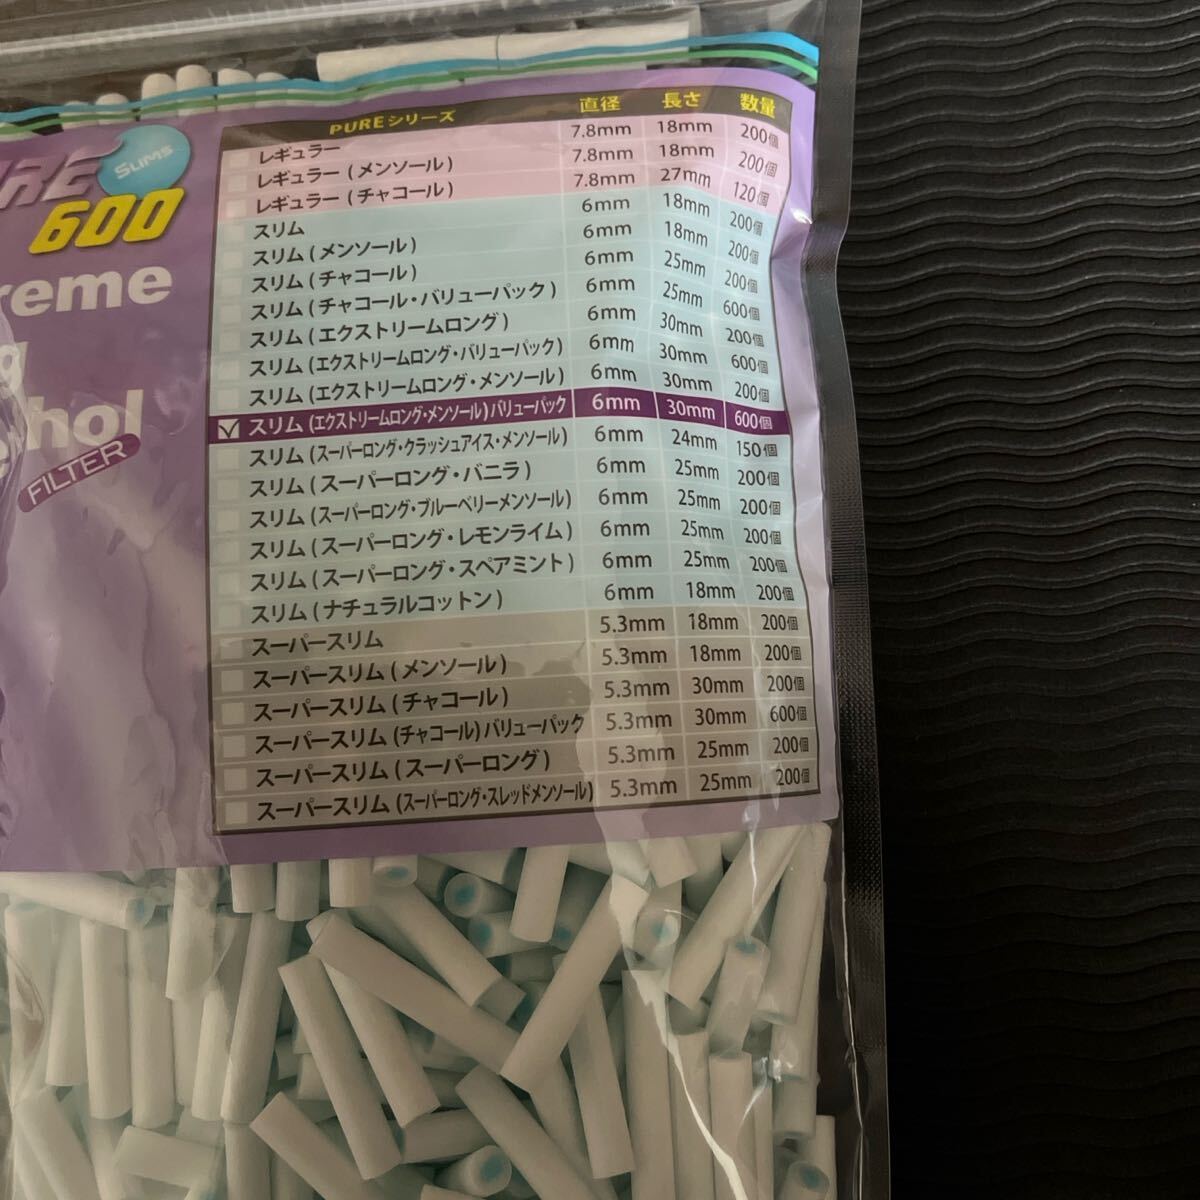 SLIMS
600
PUREシリーズ 直径 長さ 数量
レギュラー 7.8mm 18mm 200個
レギュラー(メンソール) 7.8mm 18mm 200個
レギュラー(チャコール) 7.8mm 27mm 120個
スリム 6mm 18mm 200個
スリム(メンソール) 6mm 18mm 200個
スリム(チャコール) 6mm 25mm 200個
スリム(チャコール・バリューパック) 6mm 25mm 600個
スリム(エクストリームロング) 6mm 30mm 200個
スリム(エクストリームロング・バリューパック) 6mm 30mm 600個
スリム(エクストリームロング・メンソール) 6mm 30mm 200個
スリム(エクストリームロング・メンソール)バリューパック 6mm 30mm 600個
スリム(スーパーロング・クラッシュアイス・メンソール) 6mm 24mm 150個
スリム(スーパーロング・バニラ) 6mm 25mm 200個
スリム(スーパーロング・ブルーベリーメンソール) 6mm 25mm 200個
スリム(スーパーロング・レモンライム) 6mm 25mm 200個
スリム(スーパーロング・スペアミント) 6mm 25mm 200個
スリム(ナチュラルコットン) 6mm 18mm 200個
スーパースリム 5.3mm 18mm 200個
スーパースリム(メンソール) 5.3mm 18mm 200個
スーパースリム(チャコール) 5.3mm 30mm 200個
スーパースリム(チャコール)バリューパック 5.3mm 30mm 600個
スーパースリム(スーパーロング) 5.3mm 25mm 200個
スーパースリム(スーパーロング・スレッドメンソール) 5.3mm 25mm 200個
reme
hol
FILTER